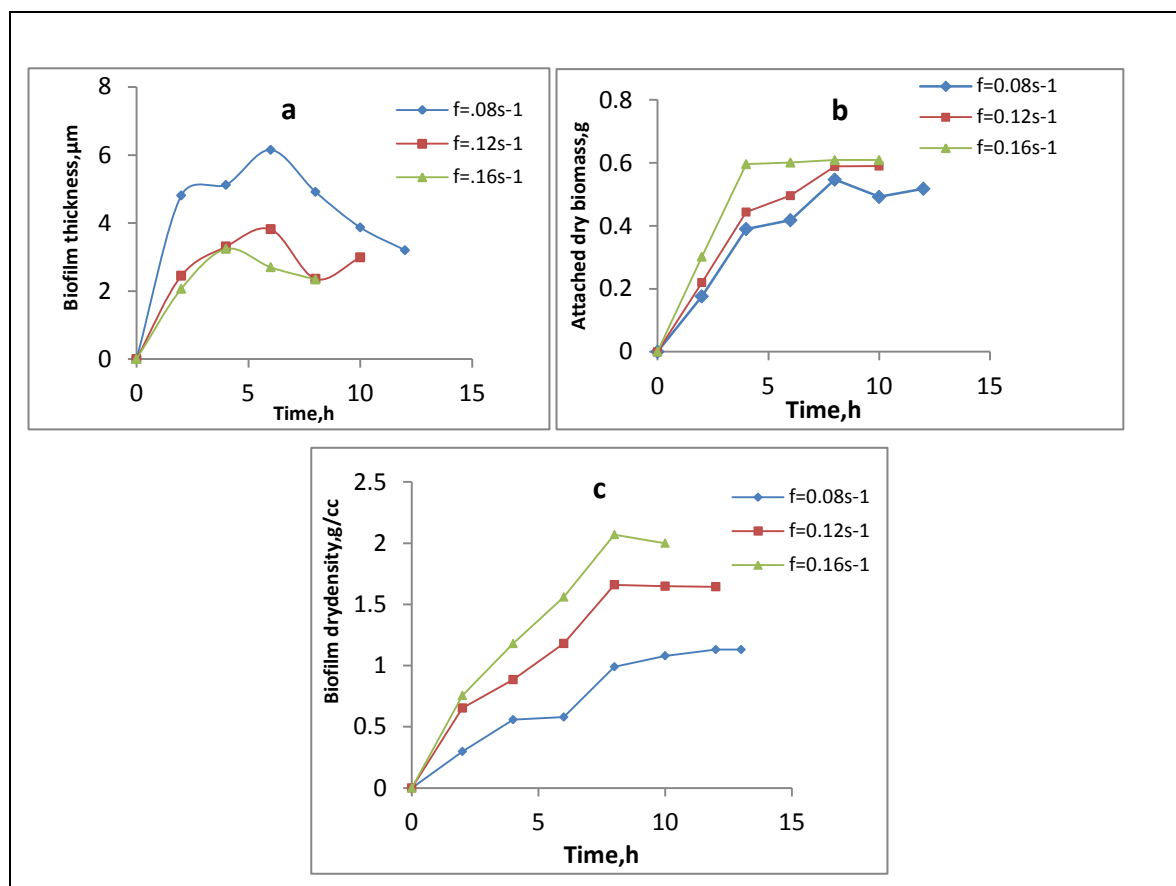 a
f=.08s-1
f=.12s-1
f=.16s-1
Biofilm thickness,µm
8
6
4
2
0
0 5 10 15
Time,h
b
f=0.08s-1
f=0.12s-1
f=0.16s-1
Attached dry biomass,g
0.8
0.6
0.4
0.2
0
0 5 10 15
Time,h
c
f=0.08s-1
f=0.12s-1
f=0.16s-1
Biofilm drydensity,g/cc
2.5
2
1.5
1
0.5
0
0 5 10 15
Time,h